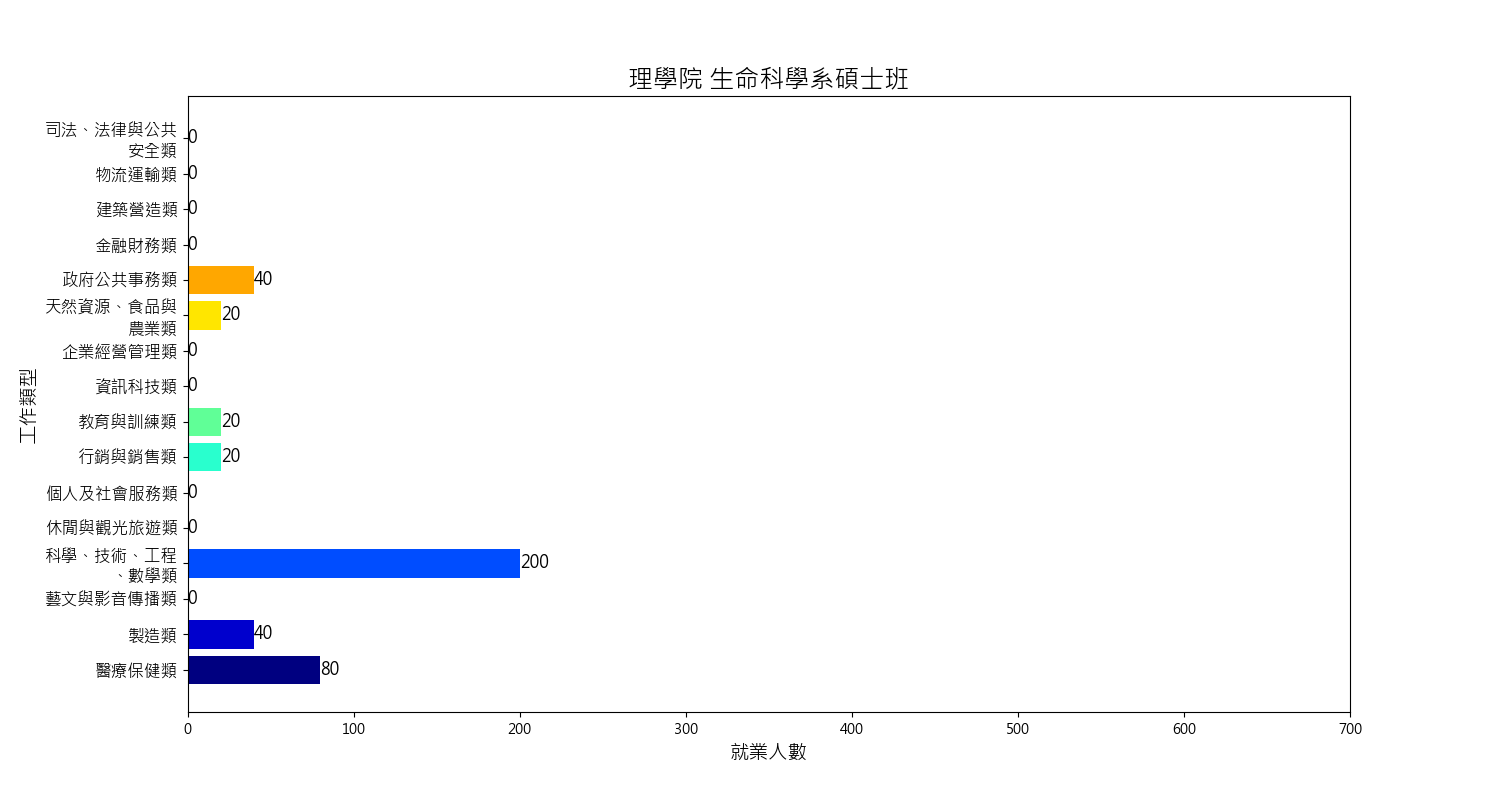 理學院 生命科學系碩士班
司法、法律與公共
安全類
0
物流運輸類
0
建築營造類
0
金融財務類
0
政府公共事務類
40
天然資源、食品與
農業類
20
企業經營管理類
0
資訊科技類
0
教育與訓練類
20
行銷與銷售類
20
個人及社會服務類
0
休閒與觀光旅遊類
0
科學、技術、工程
、數學類
200
藝文與影音傳播類
0
製造類
40
醫療保健類
80
工作類型
0 100 200 300 400 500 600 700
就業人數